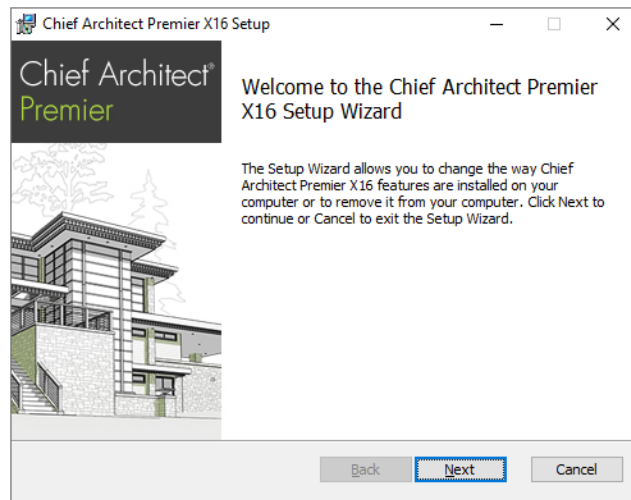 Chief Architect Premier X16 Setup
Chief Architect®
Premier
Welcome to the Chief Architect Premier
X16 Setup Wizard
The Setup Wizard allows you to change the way Chief
Architect Premier X16 features are installed on your
computer or to remove it from your computer. Click Next to
continue or Cancel to exit the Setup Wizard.
Back
Next
Cancel